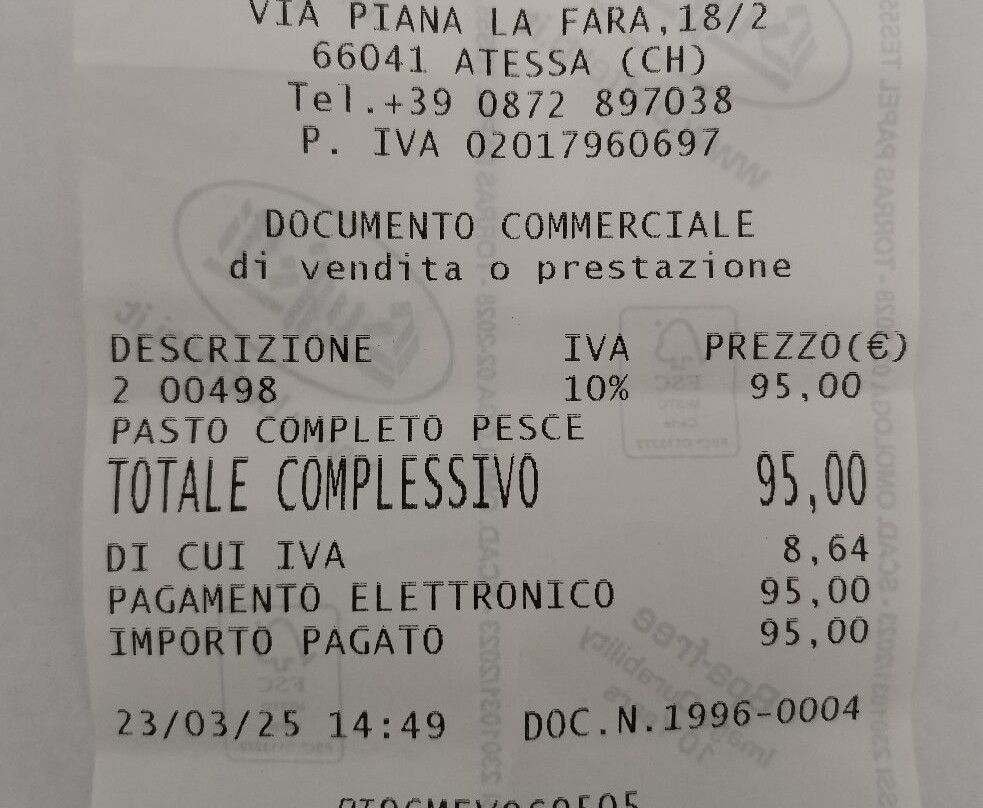 VIA PIANA LA FARA,18/2
66041 ATESSA (CH)
Tel.+39 0872 897038
P. IVA 02017960697
DOCUMENTO COMMERCIALE
di vendita o prestazione
DESCRIZIONE IVA PREZZO(€)
2 00498 10% 95,00
PASTO COMPLETO PESCE
TOTALE COMPLESSIVO 95,00
DI CUI IVA 8,64
PAGAMENTO ELETTRONICO 95,00
IMPORTO PAGATO 95,00
23/03/25 14:49 DOC.N.1996-0004